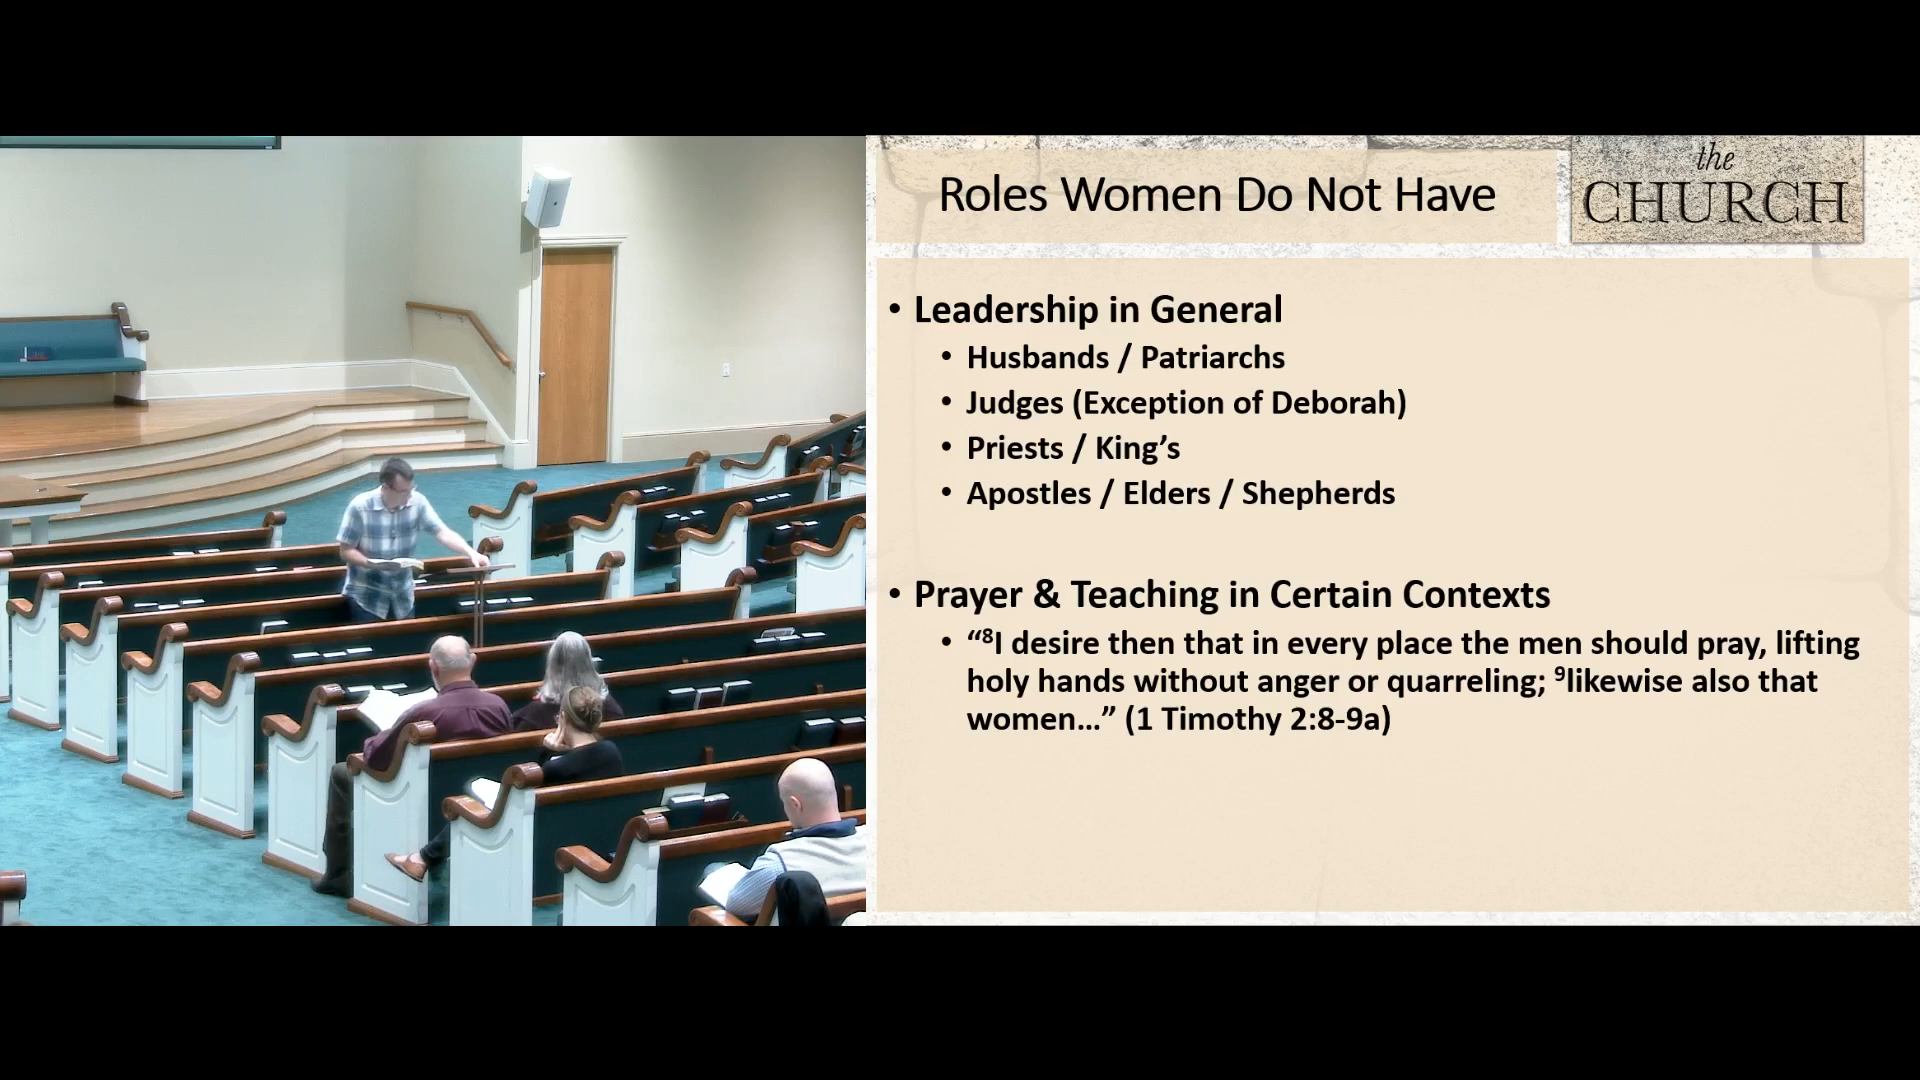 Roles Women Do Not Have
the
CHURCH
• Leadership in General
• Husbands / Patriarchs
• Judges (Exception of Deborah)
• Priests / King’s
• Apostles / Elders / Shepherds
• Prayer & Teaching in Certain Contexts
• “⁸I desire then that in every place the men should pray, lifting
holy hands without anger or quarreling; ⁹likewise also that
women…” (1 Timothy 2:8-9a)